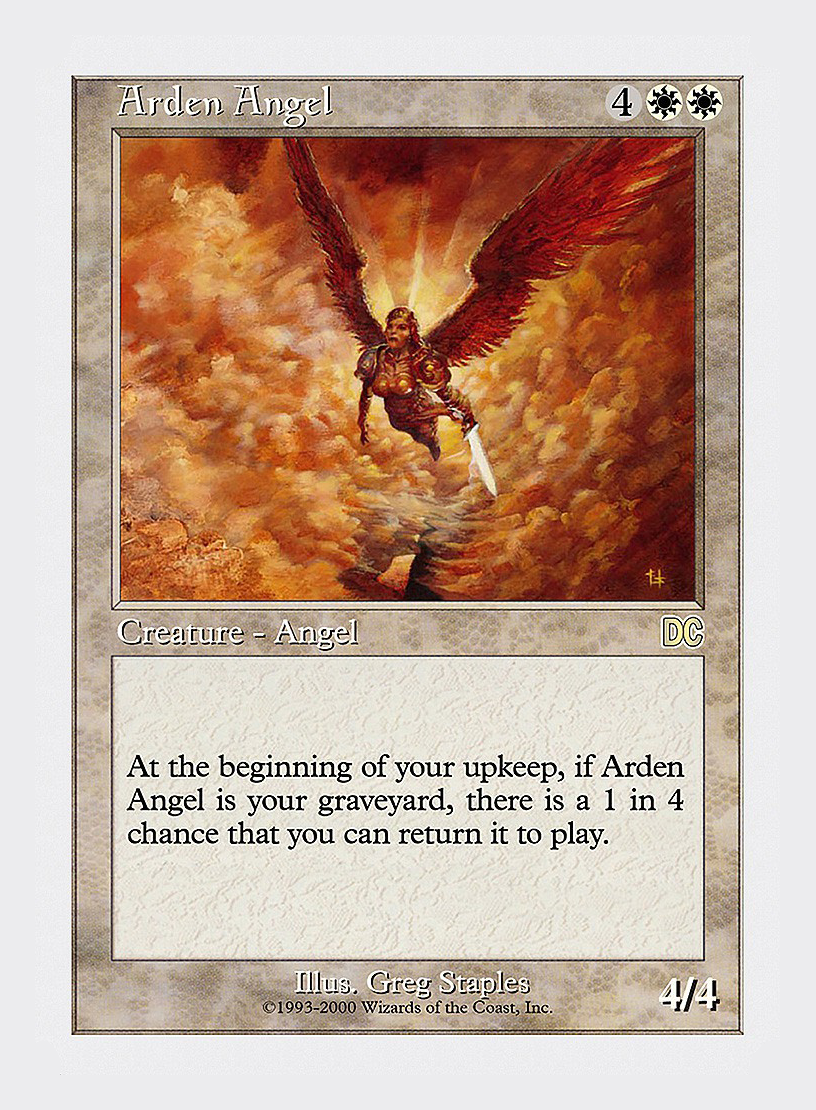 Arden Angel 4
Creature - Angel DC
At the beginning of your upkeep, if Arden
Angel is your graveyard, there is a 1 in 4
chance that you can return it to play.
Illus. Greg Staples
©1993-2000 Wizards of the Coast, Inc.
4/4